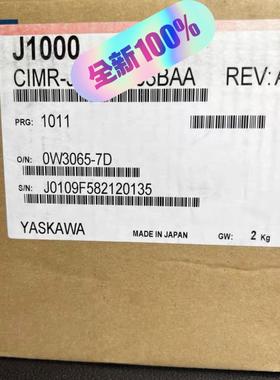 J1000
全新100%
CIMR- BAA REV:A
PRG: 1011
O/N: 0W3065-7D
S/N: J0109F582120135
YASKAWA MADE IN JAPAN GW: 2 Kg